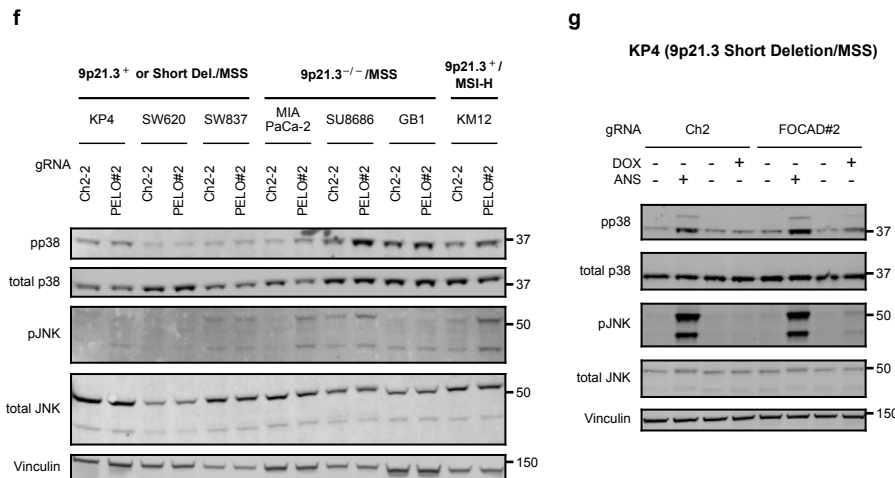 f
9p21.3⁺ or Short Del./MSS
9p21.3⁻/⁻/MSS
9p21.3⁺/
MSI-H
KP4
SW620
SW837
MIA
PaCa-2
SU8686
GB1
KM12
gRNA
Ch2-2
PELO#2
Ch2-2
PELO#2
Ch2-2
PELO#2
Ch2-2
PELO#2
Ch2-2
PELO#2
Ch2-2
PELO#2
Ch2-2
PELO#2
pp38
37
total p38
37
pJNK
50
total JNK
50
Vinculin
150
g
KP4 (9p21.3 Short Deletion/MSS)
gRNA Ch2 FOCAD#2
DOX - - - + - - - +
ANS - + - - - + - -
pp38
37
total p38
37
pJNK
50
total JNK
50
Vinculin
150